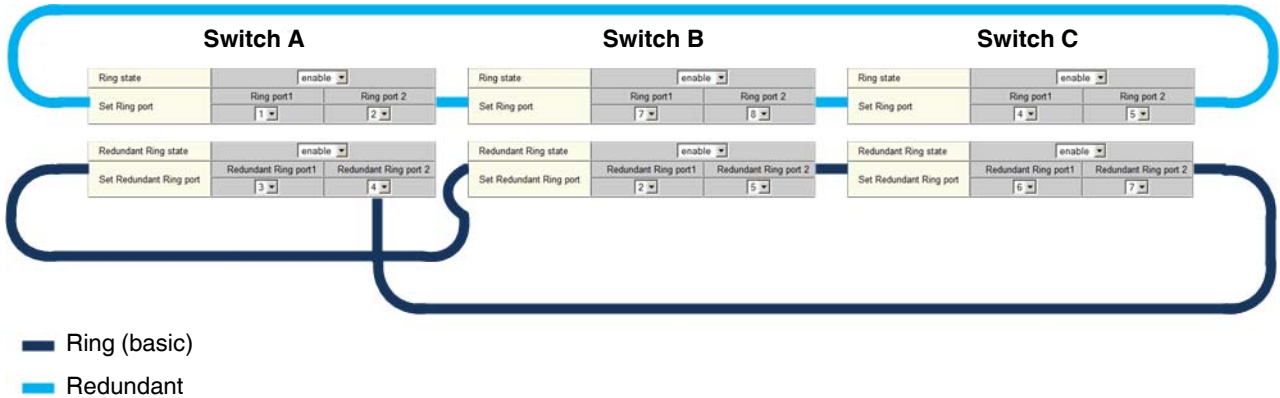 Switch A Switch B Switch C
Ring state enable Ring state enable Ring state enable
Set Ring port Ring port1 Ring port 2 Set Ring port Ring port1 Ring port 2 Set Ring port Ring port1 Ring port 2
1 2 7 8 4 5
Redundant Ring state enable Redundant Ring state enable Redundant Ring state enable
Set Redundant Ring port Redundant Ring port1 Redundant Ring port 2 Set Redundant Ring port Redundant Ring port1 Redundant Ring port 2 Set Redundant Ring port Redundant Ring port1 Redundant Ring port 2
3 4 2 5 6 7
Ring (basic)
Redundant